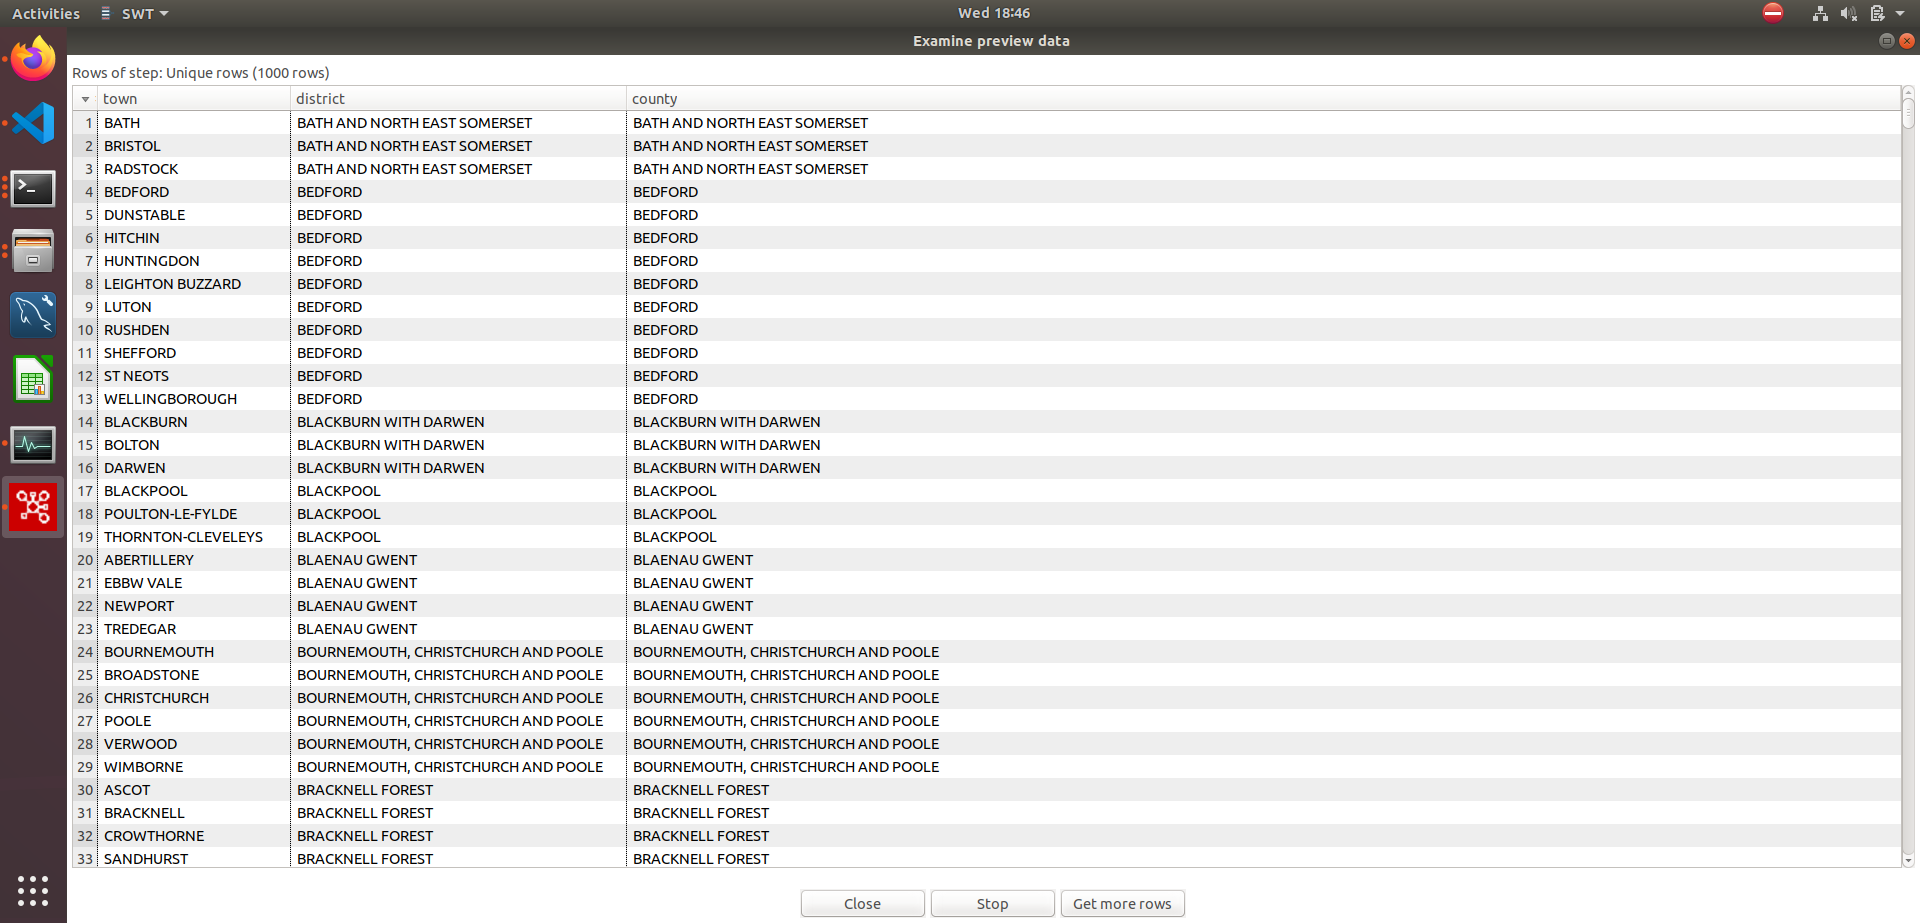 Activities SWT Wed 18:46
Examine preview data
Rows of step: Unique rows (1000 rows)
town district county
1 BATH BATH AND NORTH EAST SOMERSET BATH AND NORTH EAST SOMERSET
2 BRISTOL BATH AND NORTH EAST SOMERSET BATH AND NORTH EAST SOMERSET
3 RADSTOCK BATH AND NORTH EAST SOMERSET BATH AND NORTH EAST SOMERSET
4 BEDFORD BEDFORD BEDFORD
5 DUNSTABLE BEDFORD BEDFORD
6 HITCHIN BEDFORD BEDFORD
7 HUNTINGDON BEDFORD BEDFORD
8 LEIGHTON BUZZARD BEDFORD BEDFORD
9 LUTON BEDFORD BEDFORD
10 RUSHDEN BEDFORD BEDFORD
11 SHEFFORD BEDFORD BEDFORD
12 ST NEOTS BEDFORD BEDFORD
13 WELLINGBOROUGH BEDFORD BEDFORD
14 BLACKBURN BLACKBURN WITH DARWEN BLACKBURN WITH DARWEN
15 BOLTON BLACKBURN WITH DARWEN BLACKBURN WITH DARWEN
16 DARWEN BLACKBURN WITH DARWEN BLACKBURN WITH DARWEN
17 BLACKPOOL BLACKPOOL BLACKPOOL
18 POULTON-LE-FYLDE BLACKPOOL BLACKPOOL
19 THORNTON-CLEVELEYS BLACKPOOL BLACKPOOL
20 ABERTILLERY BLAENAU GWENT BLAENAU GWENT
21 EBBW VALE BLAENAU GWENT BLAENAU GWENT
22 NEWPORT BLAENAU GWENT BLAENAU GWENT
23 TREDEGAR BLAENAU GWENT BLAENAU GWENT
24 BOURNEMOUTH BOURNEMOUTH, CHRISTCHURCH AND POOLE BOURNEMOUTH, CHRISTCHURCH AND POOLE
25 BROADSTONE BOURNEMOUTH, CHRISTCHURCH AND POOLE BOURNEMOUTH, CHRISTCHURCH AND POOLE
26 CHRISTCHURCH BOURNEMOUTH, CHRISTCHURCH AND POOLE BOURNEMOUTH, CHRISTCHURCH AND POOLE
27 POOLE BOURNEMOUTH, CHRISTCHURCH AND POOLE BOURNEMOUTH, CHRISTCHURCH AND POOLE
28 VERWOOD BOURNEMOUTH, CHRISTCHURCH AND POOLE BOURNEMOUTH, CHRISTCHURCH AND POOLE
29 WIMBORNE BOURNEMOUTH, CHRISTCHURCH AND POOLE BOURNEMOUTH, CHRISTCHURCH AND POOLE
30 ASCOT BRACKNELL FOREST BRACKNELL FOREST
31 BRACKNELL BRACKNELL FOREST BRACKNELL FOREST
32 CROWTHORNE BRACKNELL FOREST BRACKNELL FOREST
33 SANDHURST BRACKNELL FOREST BRACKNELL FOREST
Close Stop Get more rows